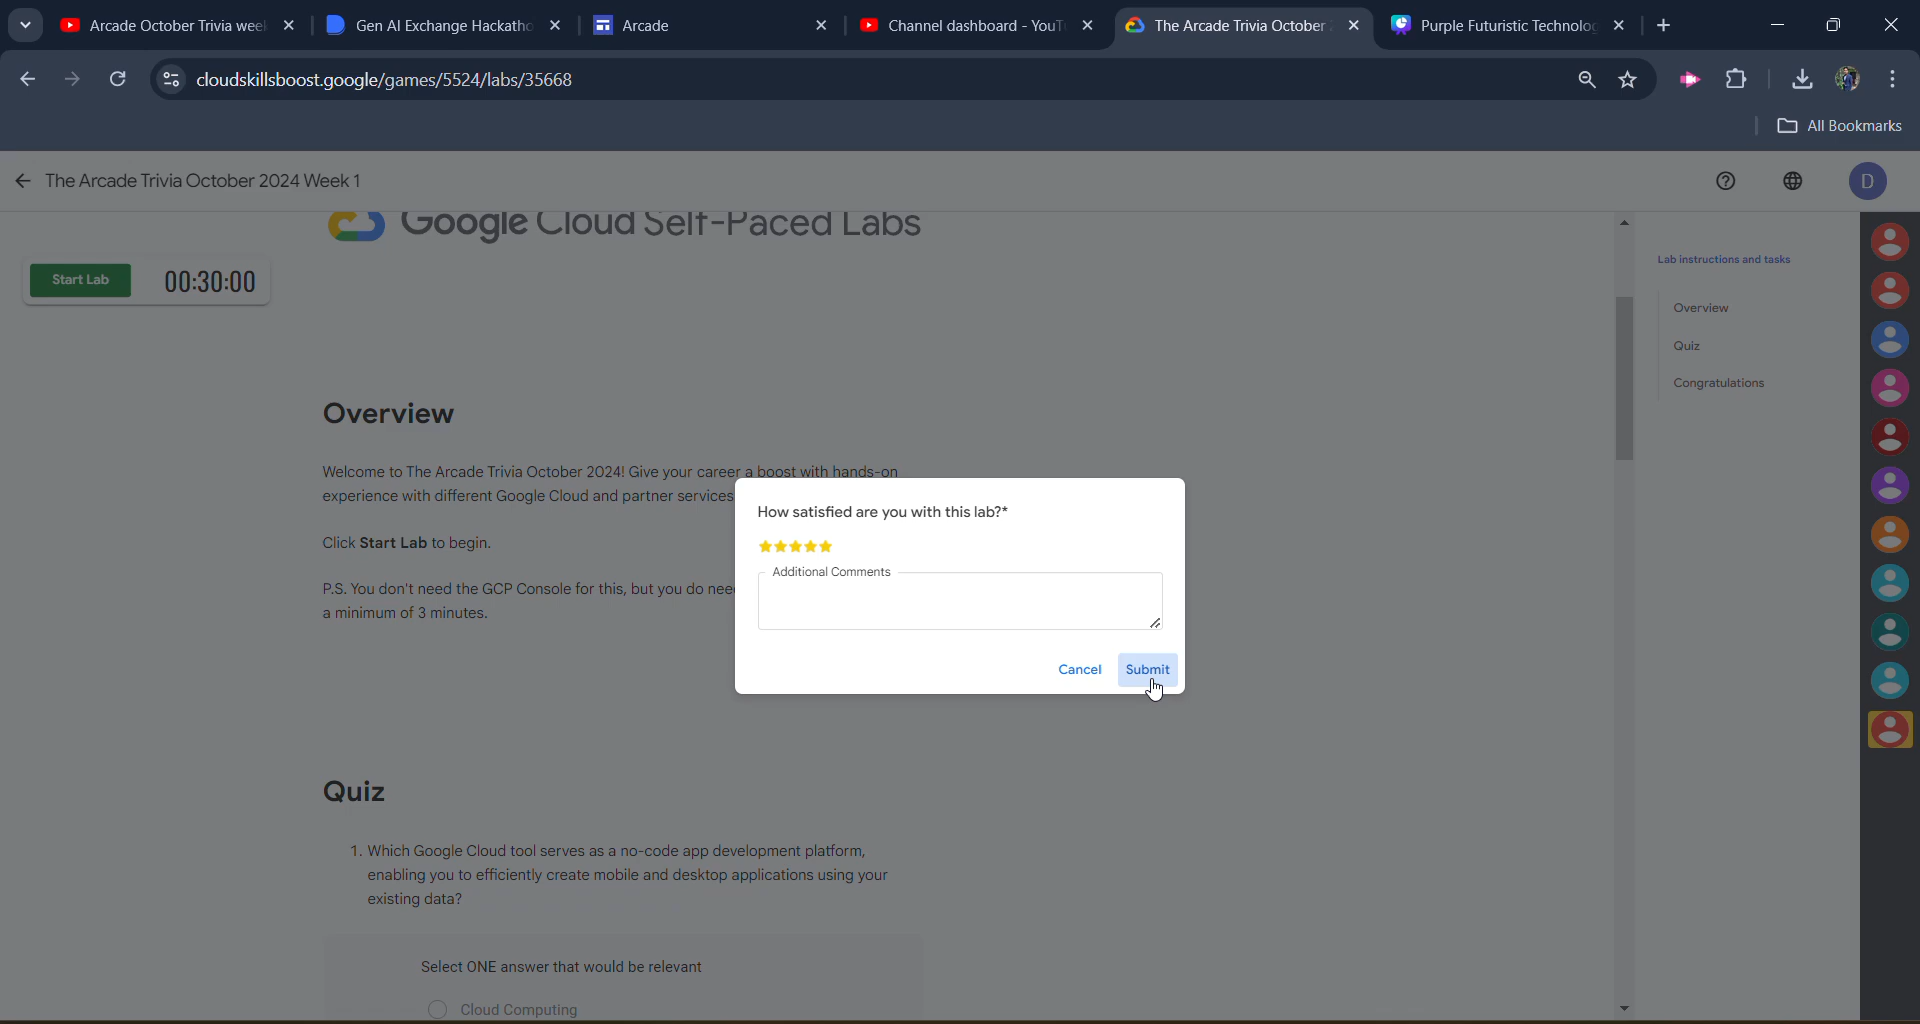 Arcade October Trivia week
Gen AI Exchange Hackatho
Arcade
Channel dashboard - YouTu
The Arcade Trivia October 2
Purple Futuristic Technolog
cloudskillsboost.google/games/5524/labs/35668
All Bookmarks
The Arcade Trivia October 2024 Week 1
D
Google Cloud Self-Paced Labs
Start Lab
00:30:00
Lab instructions and tasks
Overview
Quiz
Congratulations
Overview
Welcome to The Arcade Trivia October 2024! Give your career a boost with hands-on
experience with different Google Cloud and partner services
Click Start Lab to begin.
P.S. You don't need the GCP Console for this, but you do nee
a minimum of 3 minutes.
How satisfied are you with this lab?*
Additional Comments
Cancel
Submit
Quiz
1. Which Google Cloud tool serves as a no-code app development platform,
enabling you to efficiently create mobile and desktop applications using your
existing data?
Select ONE answer that would be relevant
Cloud Computing